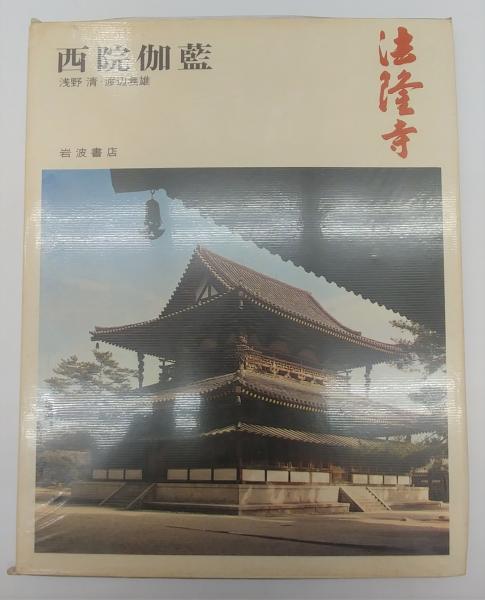 法隆寺
西院伽藍
浅野 清・渡辺義雄
岩波書店